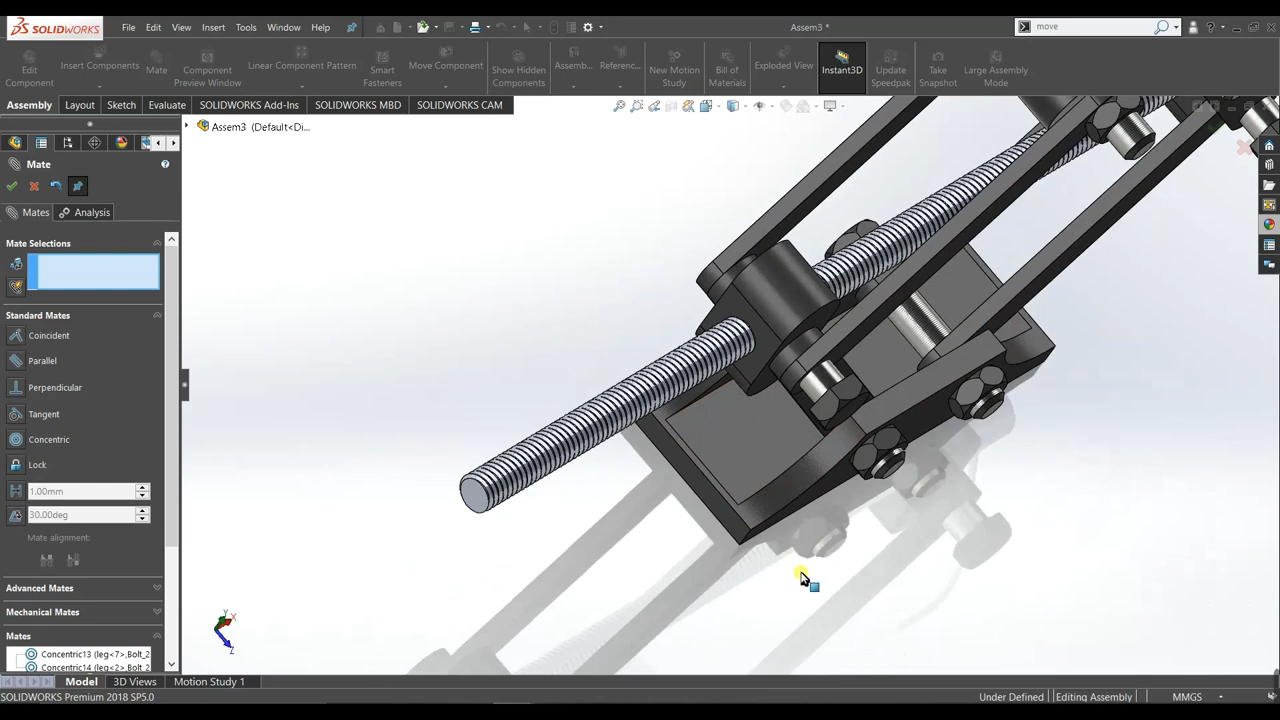 SOLIDWORKS File Edit View Insert Tools Window Help Assem3 * move
Edit Component Insert Components Mate Component Preview Window Linear Component Pattern Smart Fasteners Move Component Show Hidden Components Assemb... Referenc... New Motion Study Bill of Materials Exploded View Instant3D Update Speedpak Take Snapshot Large Assembly Mode
Assembly Layout Sketch Evaluate SOLIDWORKS Add-Ins SOLIDWORKS MBD SOLIDWORKS CAM
Assem3 (Default<Di...
Mate
Mates Analysis
Mate Selections
Standard Mates
Coincident
Parallel
Perpendicular
Tangent
Concentric
Lock
1.00mm
30.00deg
Mate alignment:
Advanced Mates
Mechanical Mates
Mates
Concentric13 (leg<7>,Bolt_2
Concentric14 (leg<8>,Bolt_2
Y
X
Z
Model 3D Views Motion Study 1
SOLIDWORKS Premium 2018 SP5.0 Under Defined Editing Assembly MMGS